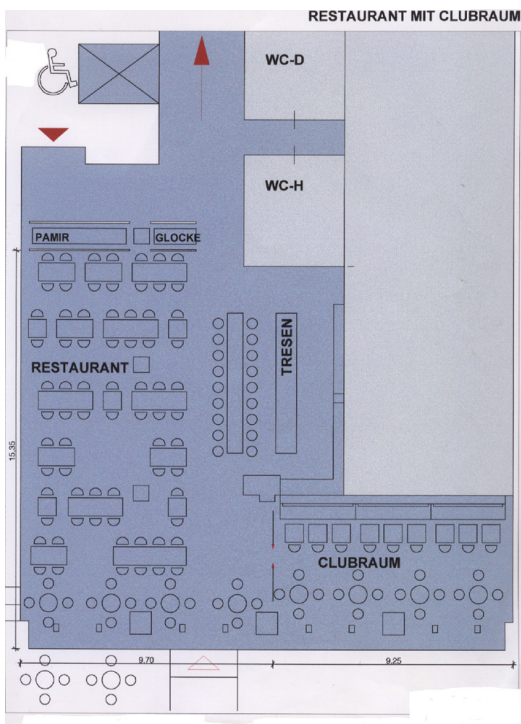 RESTAURANT MIT CLUBRAUM
WC-D
WC-H
PAMIR
GLOCKE
RESTAURANT
TRESEN
15,35
CLUBRAUM
9.70
9.25